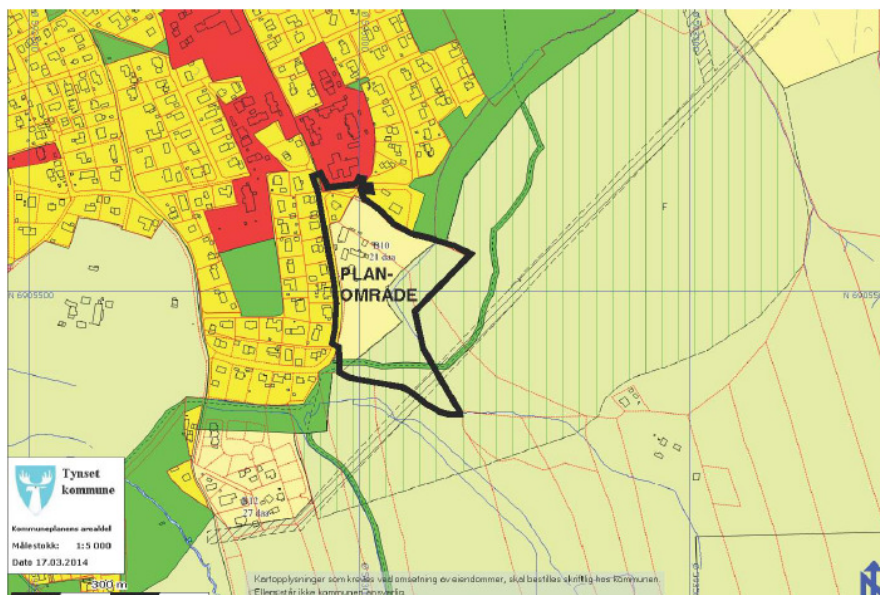 B10
21 daa
PLAN-
OMRÅDE
F
N 6905500
N 690550
Tynset
kommune
Kommuneplanens arealdel
Målestokk: 1:5 000
Dato 17.03.2014
27 daa
300 m
Kartopplysninger som kreves ved omsetning av eiendommer, skal bestilles skriftlig hos kommunen.
Ellers står ikke kommunen ansvarlig.
N